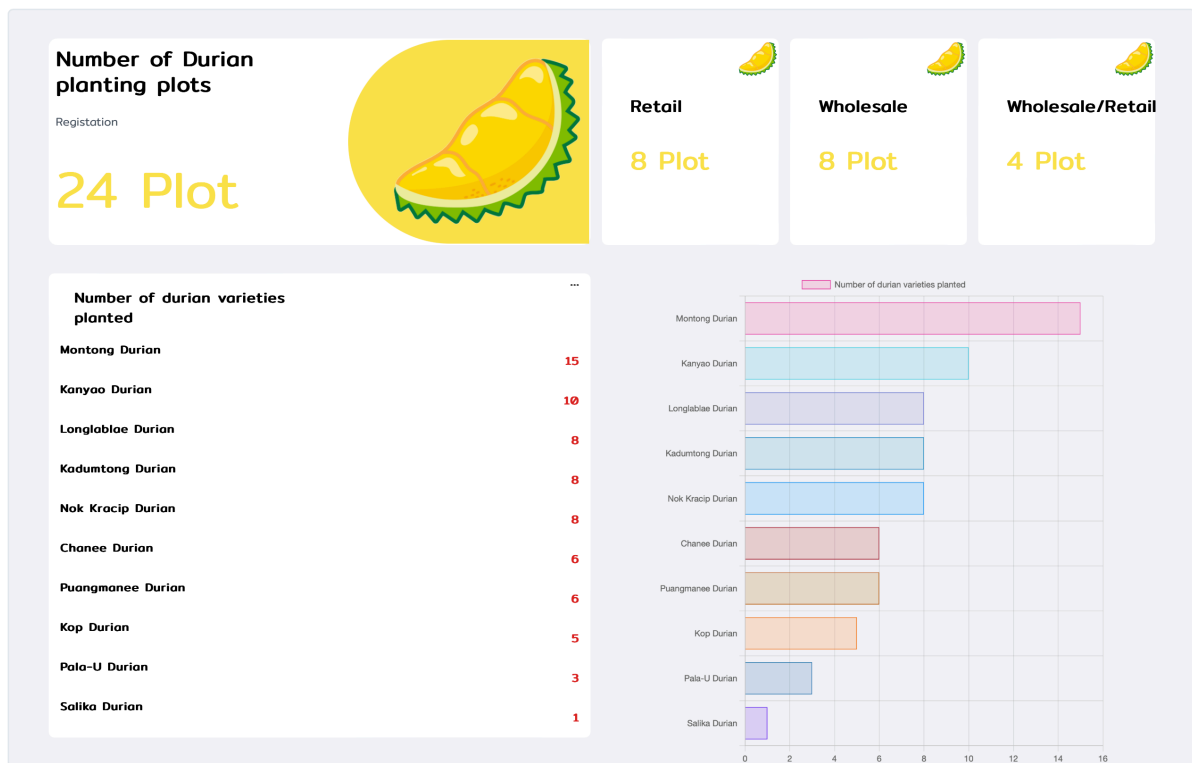 Number of Durian
planting plots
Registation
24 Plot
Retail
8 Plot
Wholesale
8 Plot
Wholesale/Retail
4 Plot
...
Number of durian varieties
planted
Montong Durian
15
Kanyao Durian
10
Longlablae Durian
8
Kadumtong Durian
8
Nok Kracip Durian
8
Chanee Durian
6
Puangmanee Durian
6
Kop Durian
5
Pala-U Durian
3
Salika Durian
1
Number of durian varieties planted
Montong Durian
Kanyao Durian
Longlablae Durian
Kadumtong Durian
Nok Kracip Durian
Chanee Durian
Puangmanee Durian
Kop Durian
Pala-U Durian
Salika Durian
0 2 4 6 8 10 12 14 16